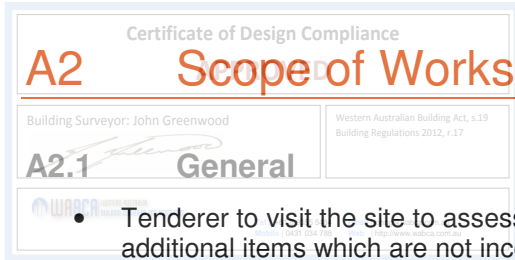 Certificate of Design Compliance
APPROVED
A2 Scope of Works
Building Surveyor: John Greenwood
Western Australian Building Act, s.19
Building Regulations 2012, r.17
A2.1 General
WABCA
• Tenderer to visit the site to assess
Mobile 0431 034 788 Web http://www.wabca.com.au
additional items which are not inc